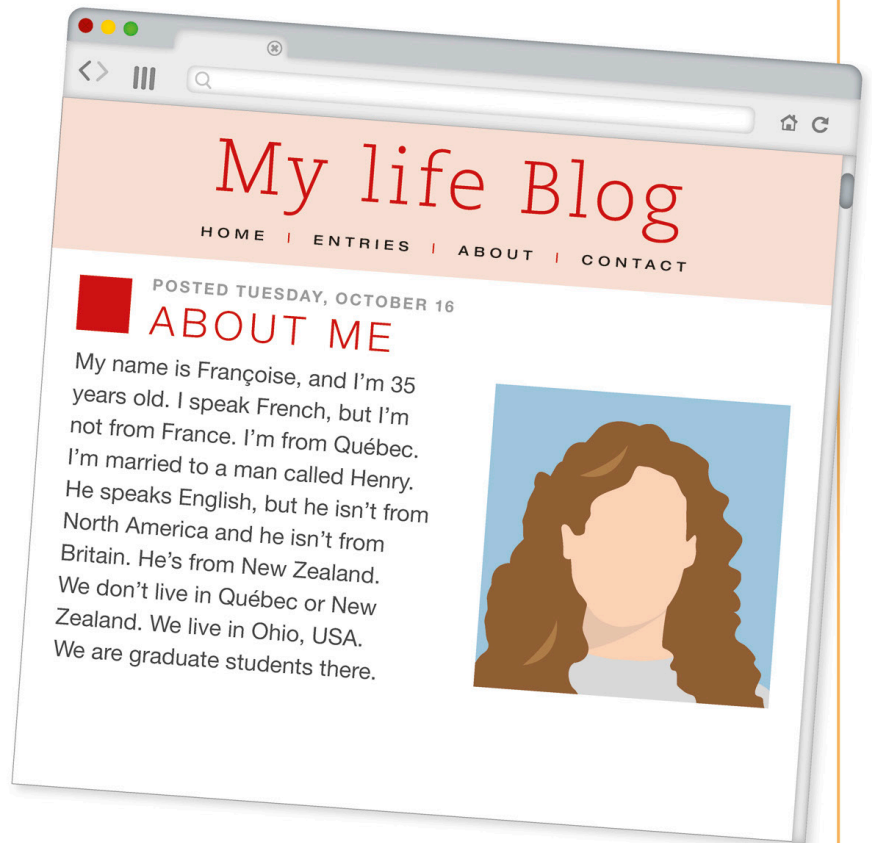 My life Blog
HOME | ENTRIES | ABOUT | CONTACT
POSTED TUESDAY, OCTOBER 16
ABOUT ME
My name is Françoise, and I'm 35
years old. I speak French, but I'm
not from France. I'm from Québec.
I'm married to a man called Henry.
He speaks English, but he isn't from
North America and he isn't from
Britain. He's from New Zealand.
We don't live in Québec or New
Zealand. We live in Ohio, USA.
We are graduate students there.